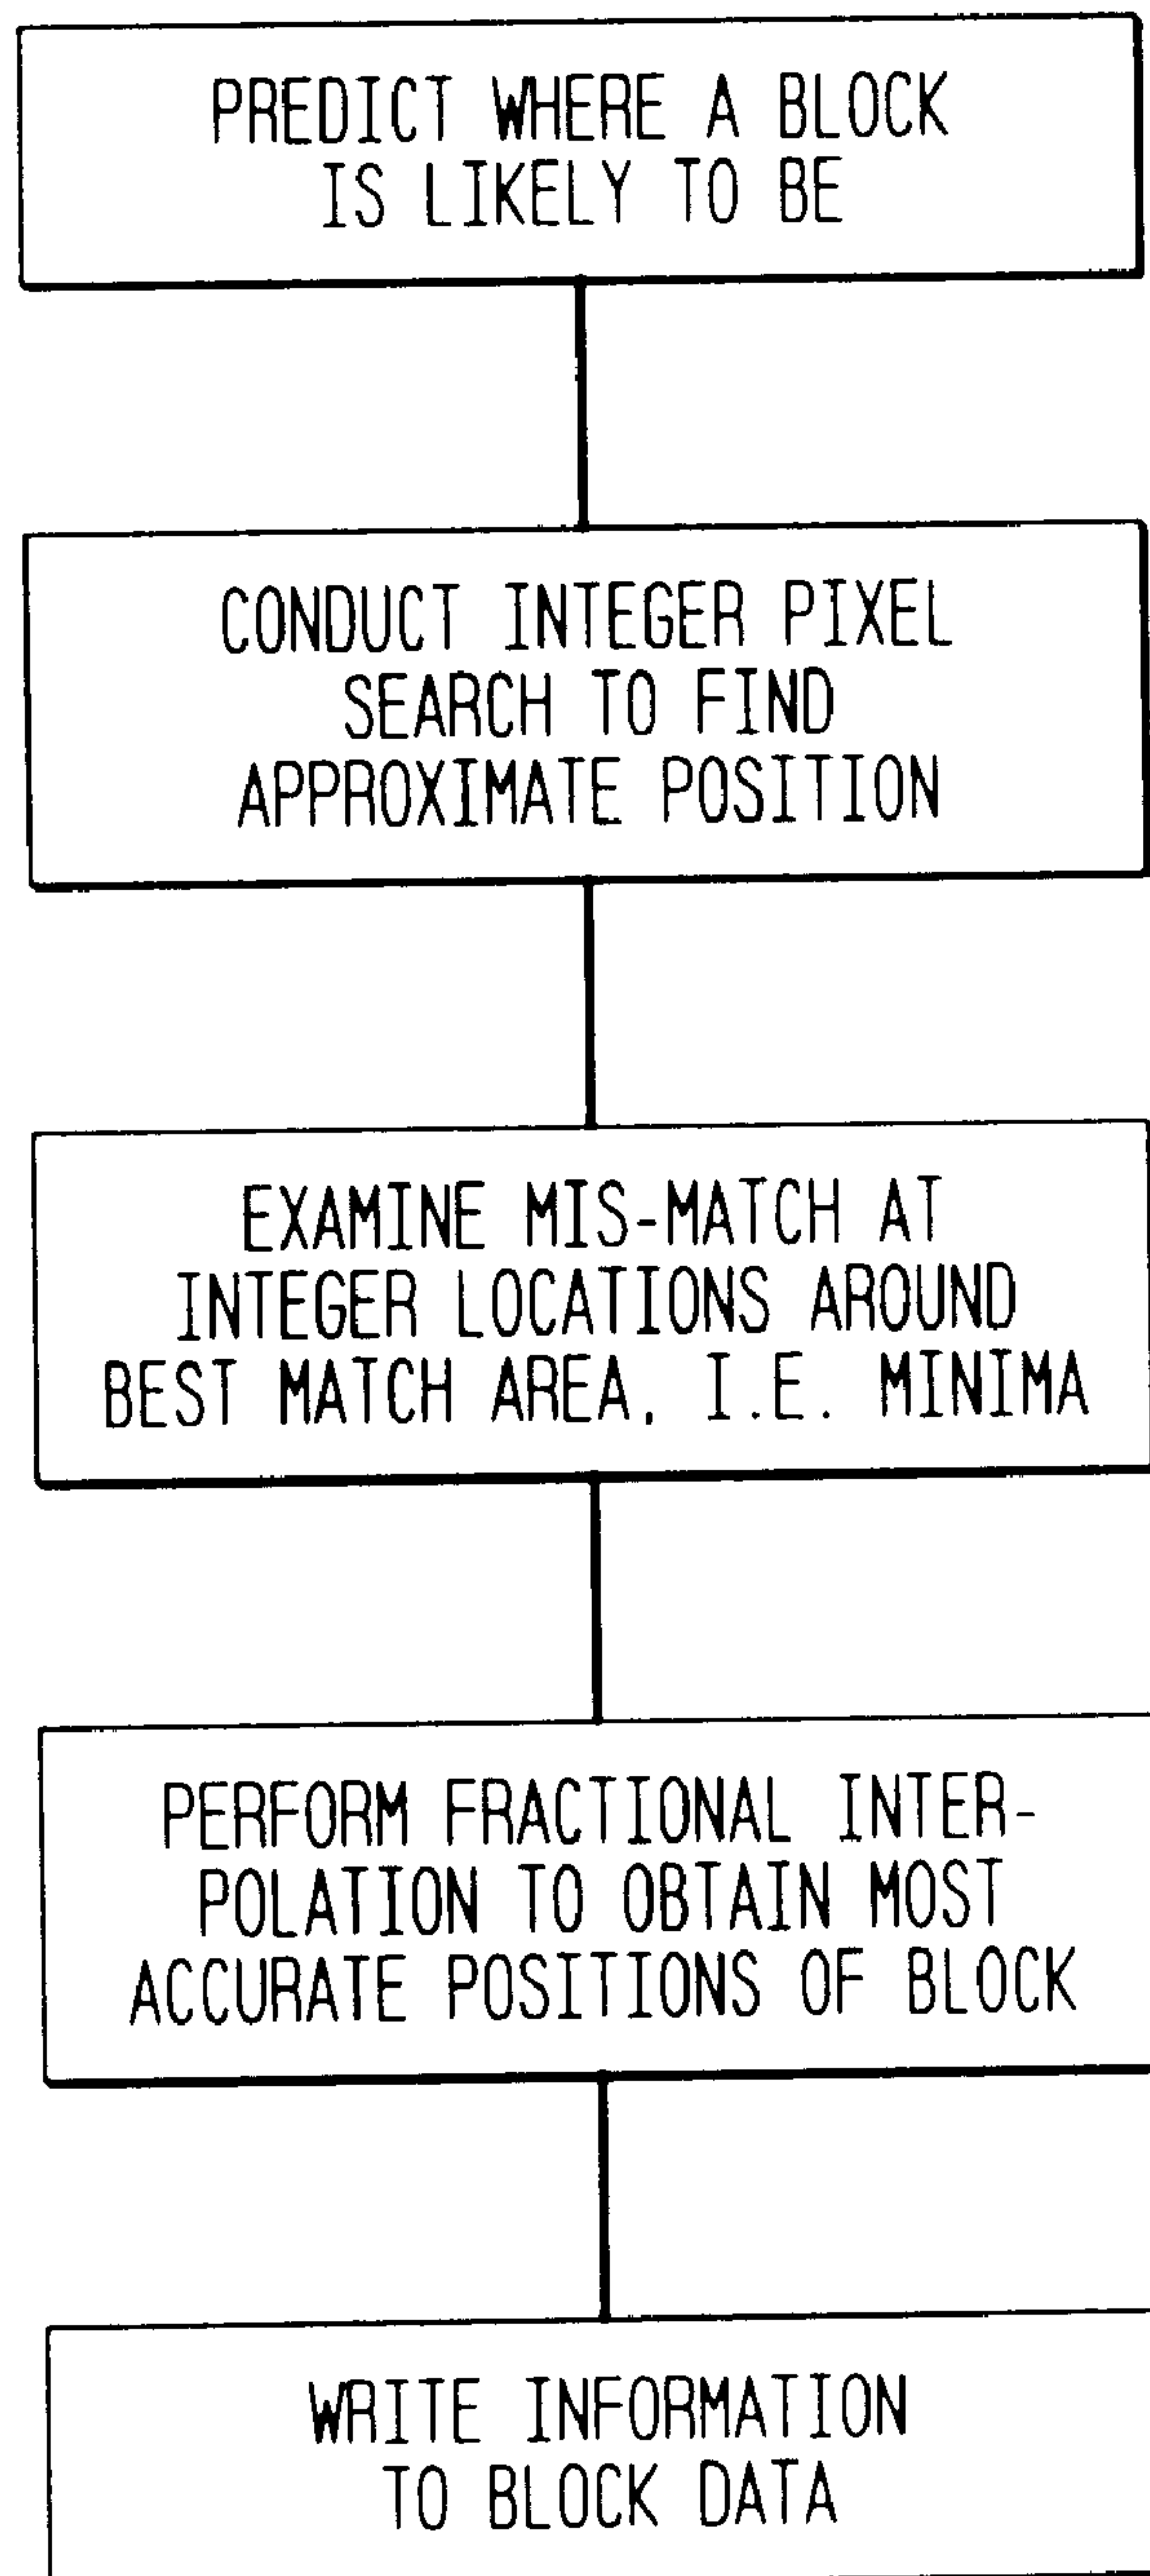 PREDICT WHERE A BLOCK
IS LIKELY TO BE
CONDUCT INTEGER PIXEL
SEARCH TO FIND
APPROXIMATE POSITION
EXAMINE MIS-MATCH AT
INTEGER LOCATIONS AROUND
BEST MATCH AREA, I.E. MINIMA
PERFORM FRACTIONAL INTER-
POLATION TO OBTAIN MOST
ACCURATE POSITIONS OF BLOCK
WRITE INFORMATION
TO BLOCK DATA